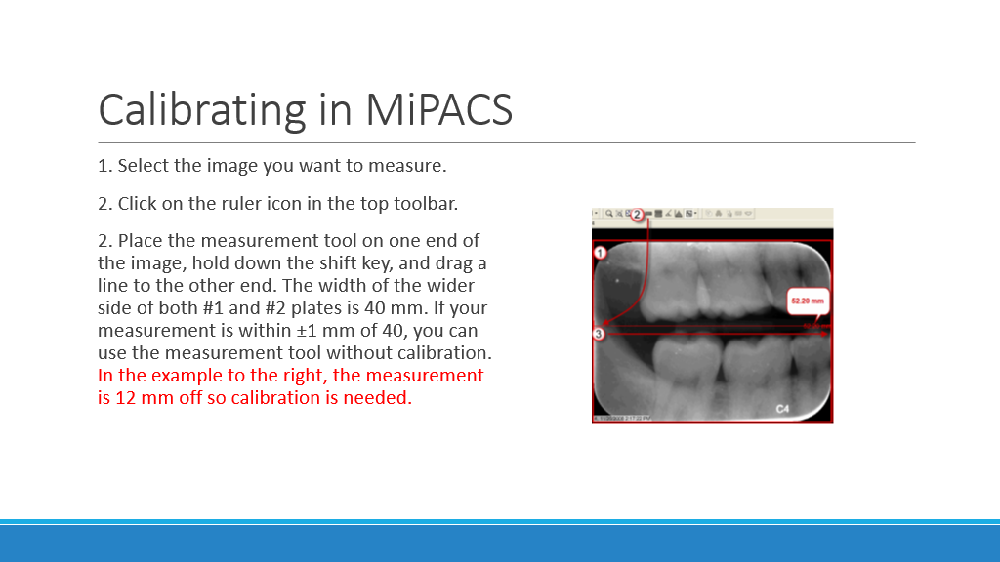 Calibrating in MiPACS
1. Select the image you want to measure.
2. Click on the ruler icon in the top toolbar.
2. Place the measurement tool on one end of
the image, hold down the shift key, and drag a
line to the other end. The width of the wider
side of both #1 and #2 plates is 40 mm. If your
measurement is within ±1 mm of 40, you can
use the measurement tool without calibration.
In the example to the right, the measurement
is 12 mm off so calibration is needed.
2
1
52.20 mm
3
C4